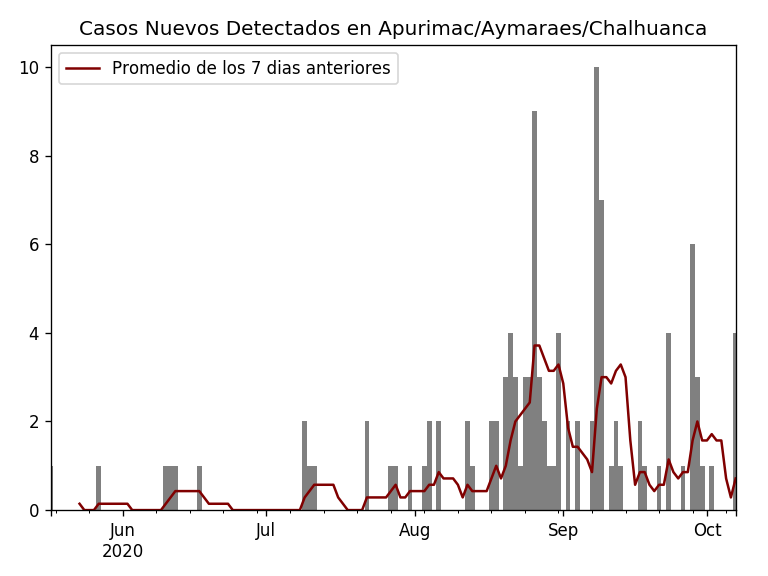 Casos Nuevos Detectados en Apurimac/Aymaraes/Chalhuanca
Promedio de los 7 dias anteriores
10
8
6
4
2
0
Jun Jul Aug Sep Oct
2020